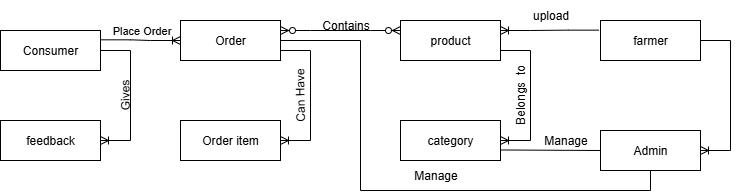 upload
Place Order
Contains
Consumer
Order
product
farmer
Gives
Can Have
Belongs to
feedback
Order item
category
Manage
Admin
Manage